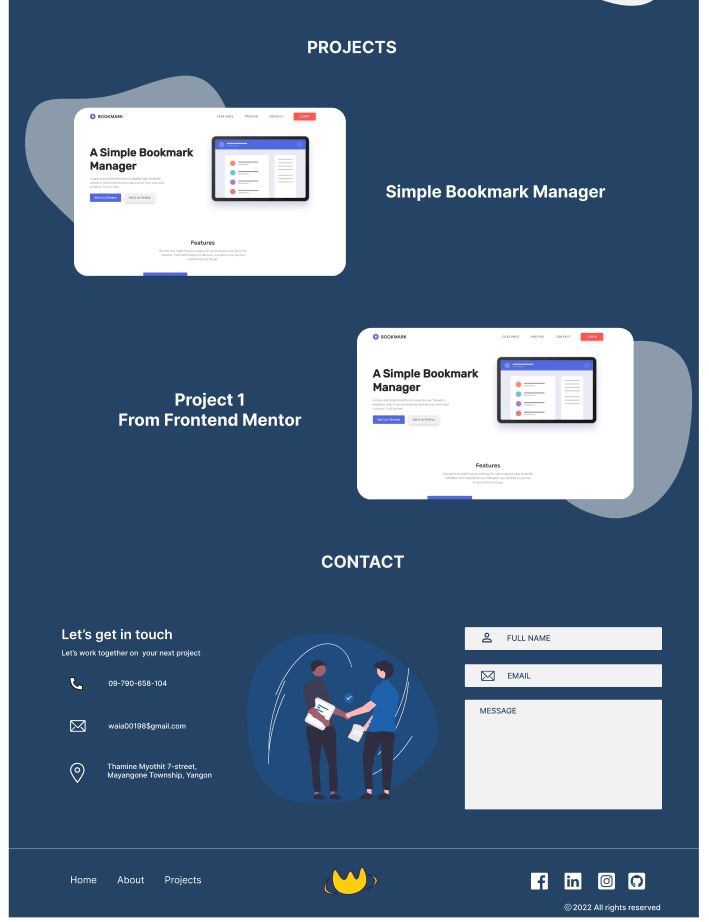 PROJECTS
BOOKMARK
FEATURES PRICING CONTACT LOGIN
A Simple Bookmark
Manager
Get it on Chrome Get it on Firefox
Features
Simple Bookmark Manager
BOOKMARK
FEATURES PRICING CONTACT LOGIN
A Simple Bookmark
Manager
Get it on Chrome Get it on Firefox
Features
Project 1
From Frontend Mentor
CONTACT
Let's get in touch
Let's work together on your next project
09-790-658-104
waia00198$gmail.com
Thamine Myothit 7-street,
Mayangone Township, Yangon
FULL NAME
EMAIL
MESSAGE
Home About Projects
© 2022 All rights reserved